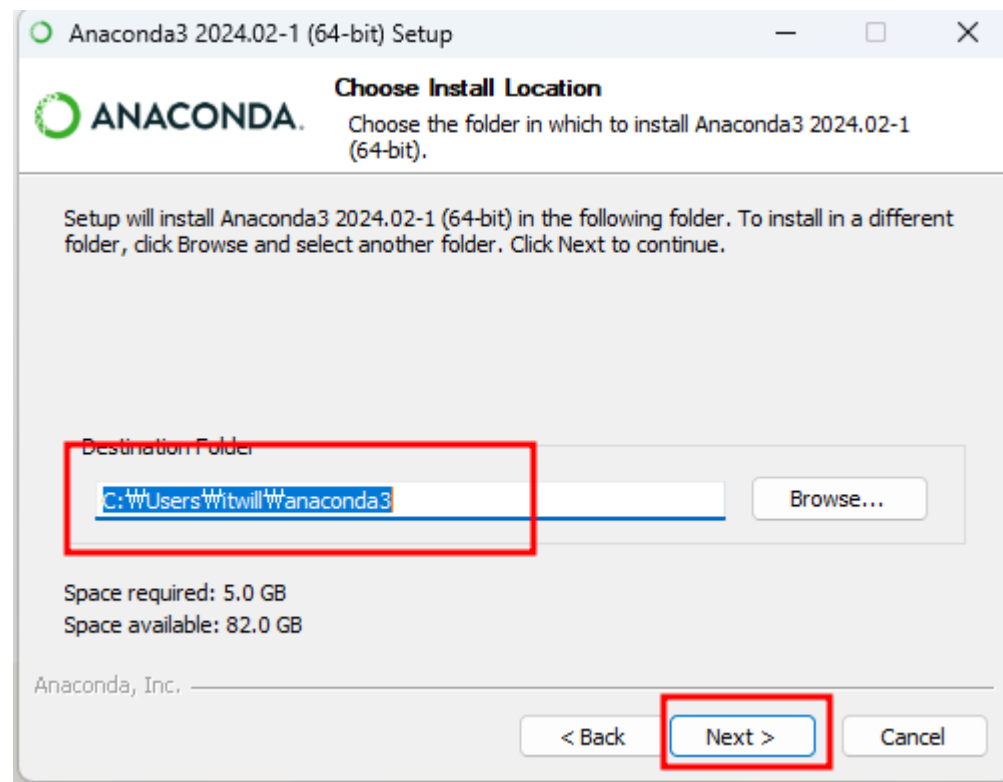 Anaconda3 2024.02-1 (64-bit) Setup
ANACONDA.
Choose Install Location
Choose the folder in which to install Anaconda3 2024.02-1
(64-bit).
Setup will install Anaconda3 2024.02-1 (64-bit) in the following folder. To install in a different
folder, click Browse and select another folder. Click Next to continue.
Destination Folder
C:₩Users₩itwill₩anaconda3
Browse...
Space required: 5.0 GB
Space available: 82.0 GB
Anaconda, Inc.
< Back
Next >
Cancel